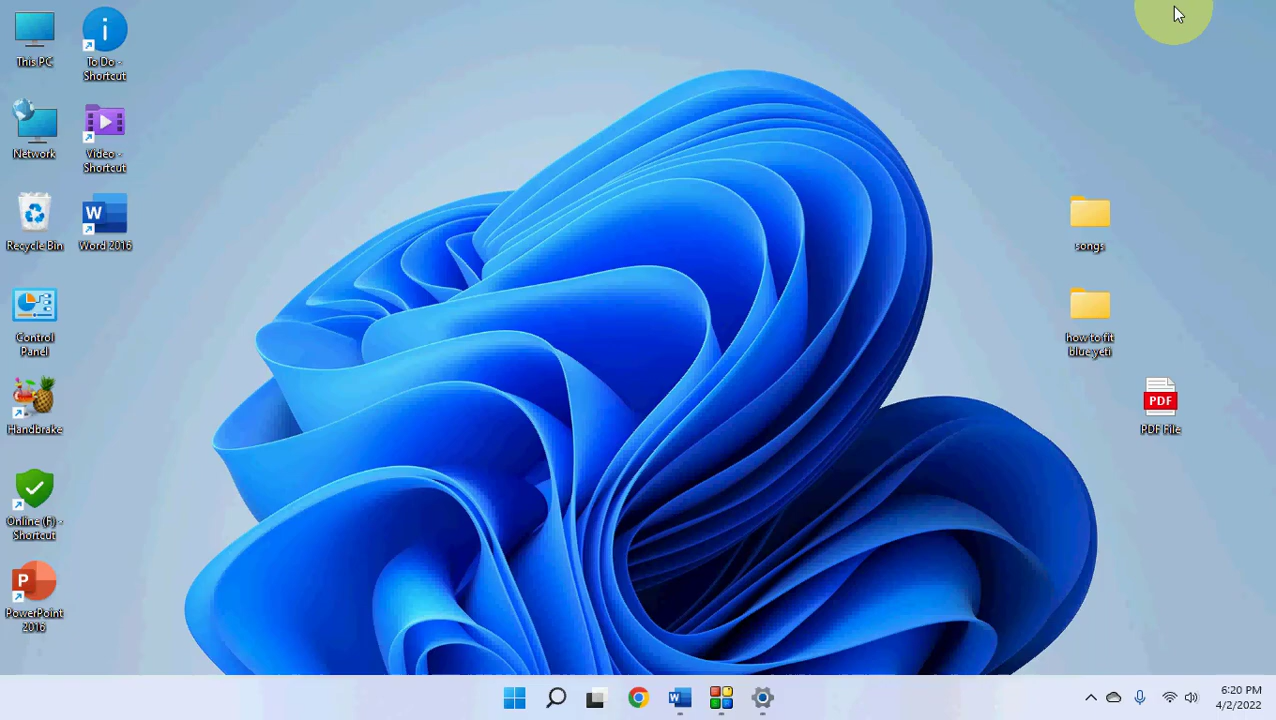 This PC
To Do -
Shortcut
Network
Video -
Shortcut
Recycle Bin
W
Word 2016
Control
Panel
Handbrake
Online (F) -
Shortcut
P
PowerPoint
2016
songs
how to fit
blue yeti
PDF
PDF File
W
6:20 PM
4/2/2022